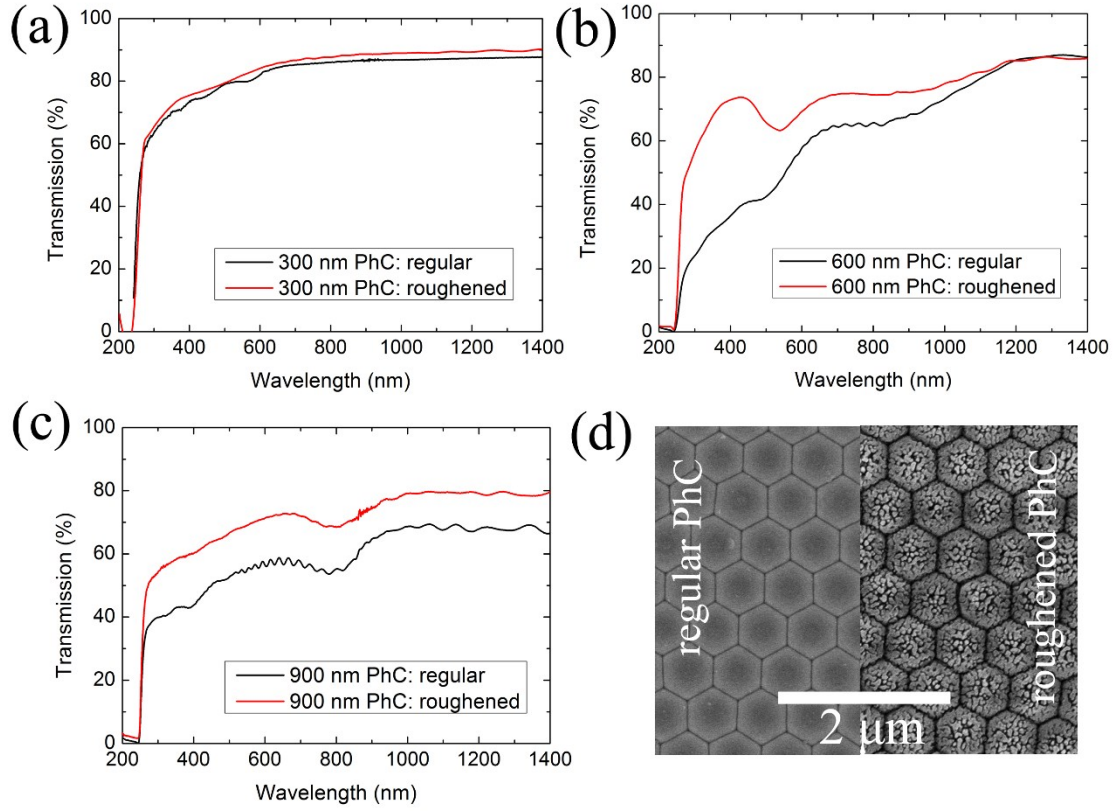 (a)
100
80
60
40
20
0
Transmission (%)
300 nm PhC: regular
300 nm PhC: roughened
200 400 600 800 1000 1200 1400
Wavelength (nm)
(b)
100
80
60
40
20
0
Transmission (%)
600 nm PhC: regular
600 nm PhC: roughened
200 400 600 800 1000 1200 1400
Wavelength (nm)
(c)
100
80
60
40
20
0
Transmission (%)
900 nm PhC: regular
900 nm PhC: roughened
200 400 600 800 1000 1200 1400
Wavelength (nm)
(d)
regular PhC
roughened PhC
2 μm